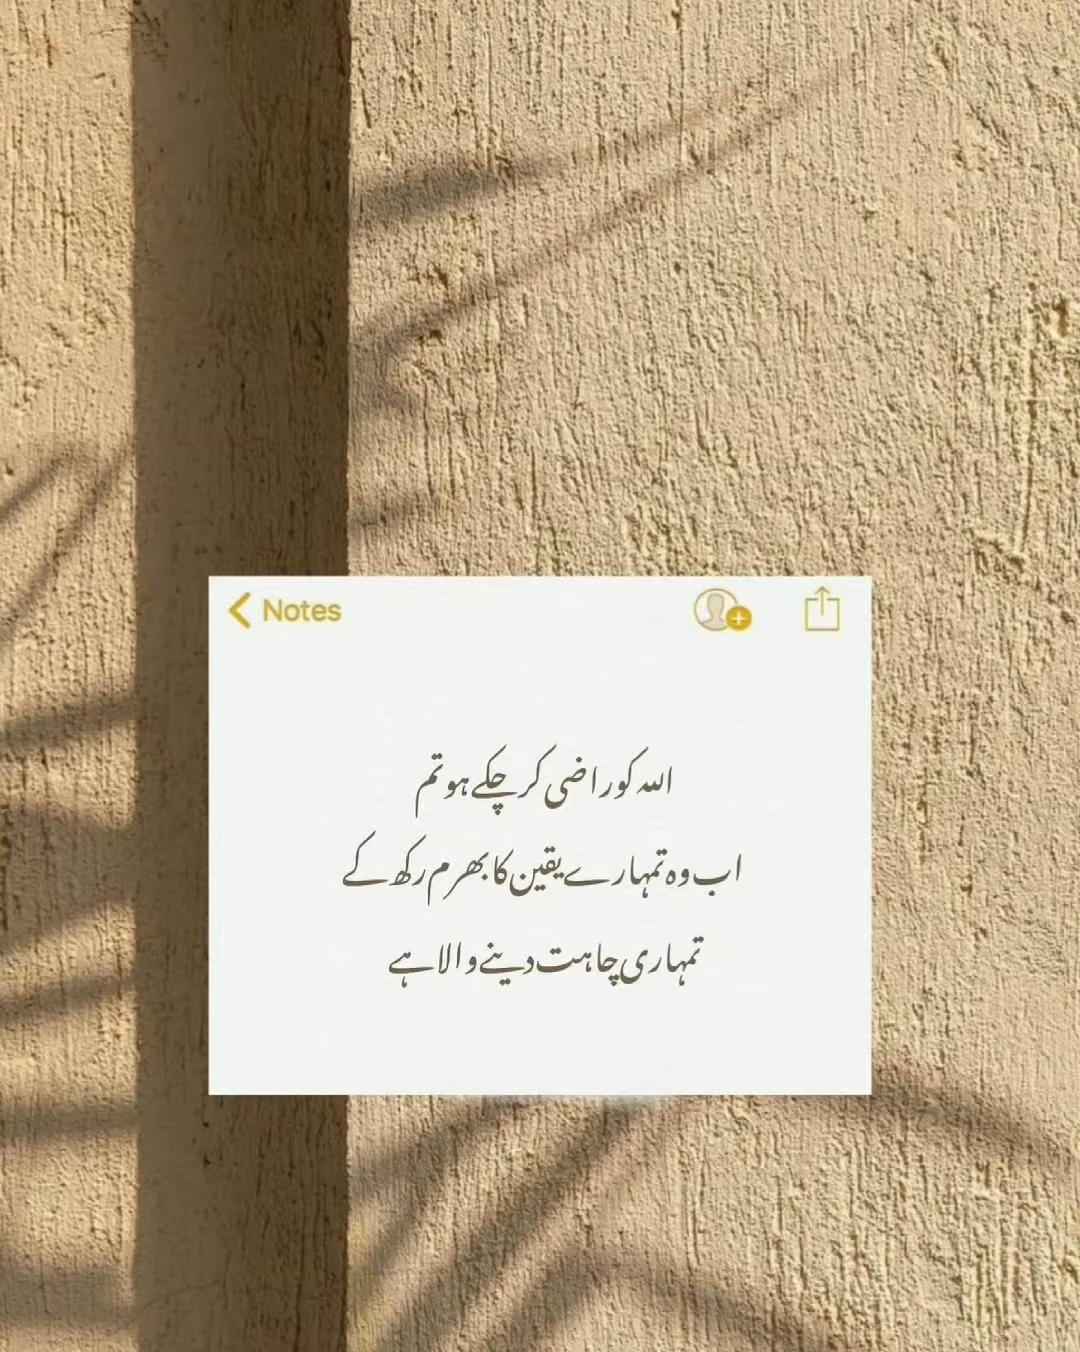 Notes
اللہ کو راضی کر چکے ہو تم
اب وہ تمہارے یقین کا بھرم رکھ کے
تمہاری چاہت دینے والا ہے